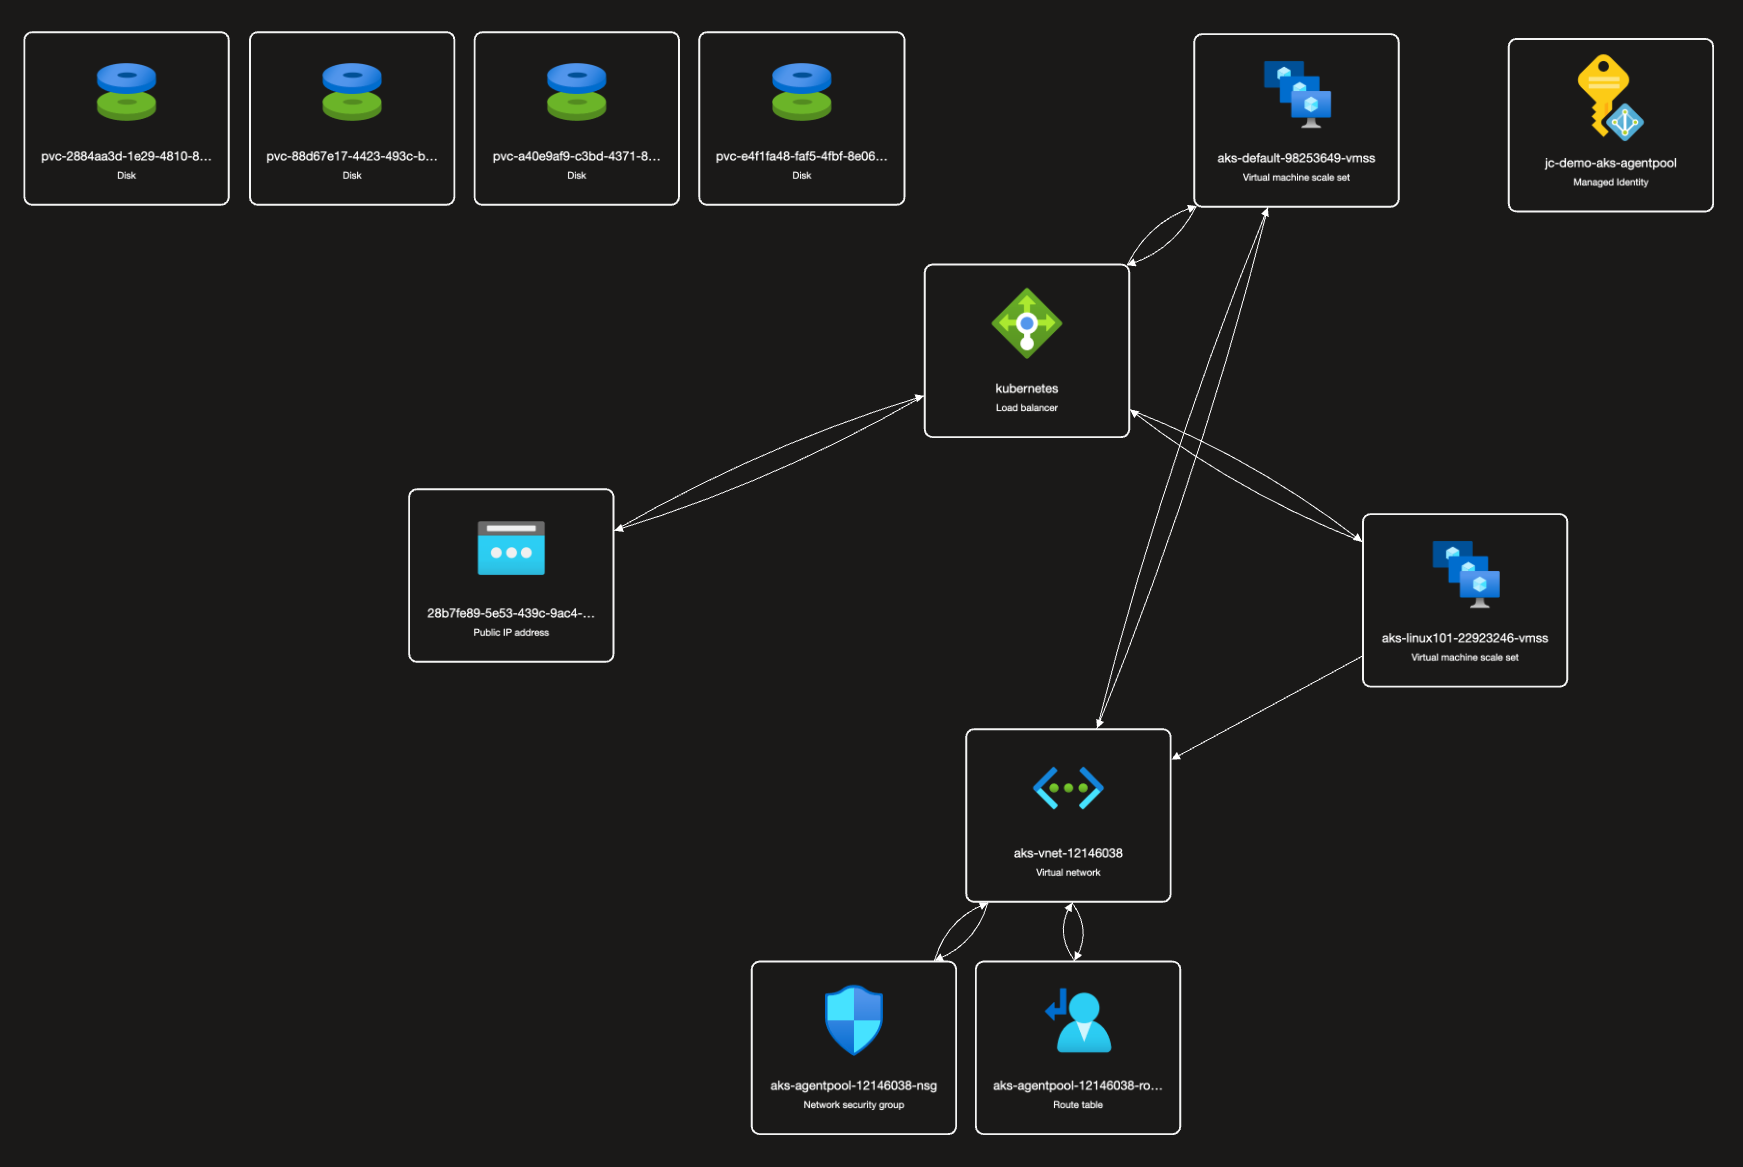 pvc-2884aa3d-1e29-4810-8...
Disk
pvc-88d67e17-4423-493c-b...
Disk
pvc-a40e9af9-c3bd-4371-8...
Disk
pvc-e4f1fa48-faf5-4fbf-8e06...
Disk
aks-default-98253649-vmss
Virtual machine scale set
jc-demo-aks-agentpool
Managed Identity
kubernetes
Load balancer
28b7fe89-5e53-439c-9ac4-...
Public IP address
aks-linux101-22923246-vmss
Virtual machine scale set
aks-vnet-12146038
Virtual network
aks-agentpool-12146038-nsg
Network security group
aks-agentpool-12146038-ro...
Route table